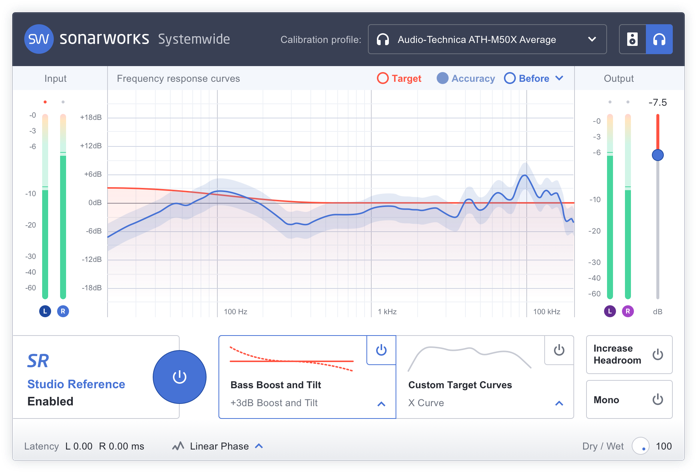 SW sonarworks Systemwide
Calibration profile: Audio-Technica ATH-M50X Average
Input
Frequency response curves
Target
Accuracy
Before
Output
-0
-3
-6
-10
-20
-30
-40
-60
L R
+18dB
+12dB
+6dB
0dB
-6dB
-12dB
-18dB
100 Hz
1 kHz
100 kHz
-7.5
-0
-3
-6
-10
-20
-30
-40
-60
L R
dB
SR
Studio Reference
Enabled
Bass Boost and Tilt
+3dB Boost and Tilt
Custom Target Curves
X Curve
Increase
Headroom
Mono
Latency L 0.00 R 0.00 ms
Linear Phase
Dry / Wet 100